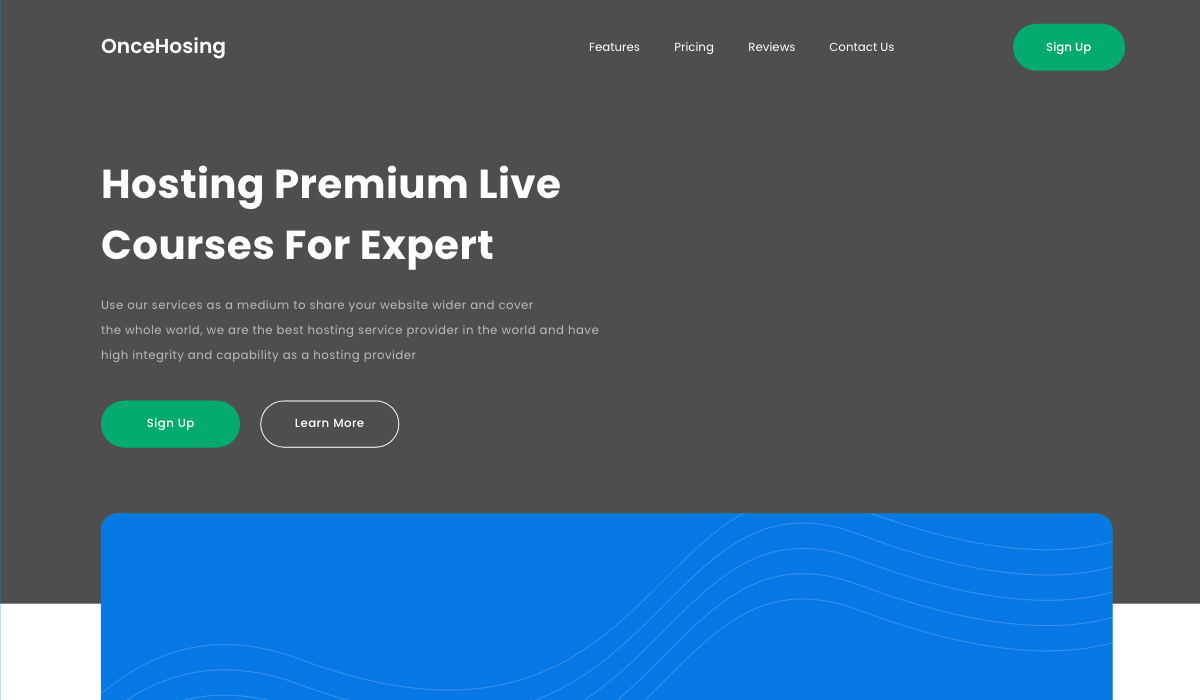 OnceHosing
Features Pricing Reviews Contact Us Sign Up
Hosting Premium Live
Courses For Expert
Use our services as a medium to share your website wider and cover
the whole world, we are the best hosting service provider in the world and have
high integrity and capability as a hosting provider
Sign Up Learn More